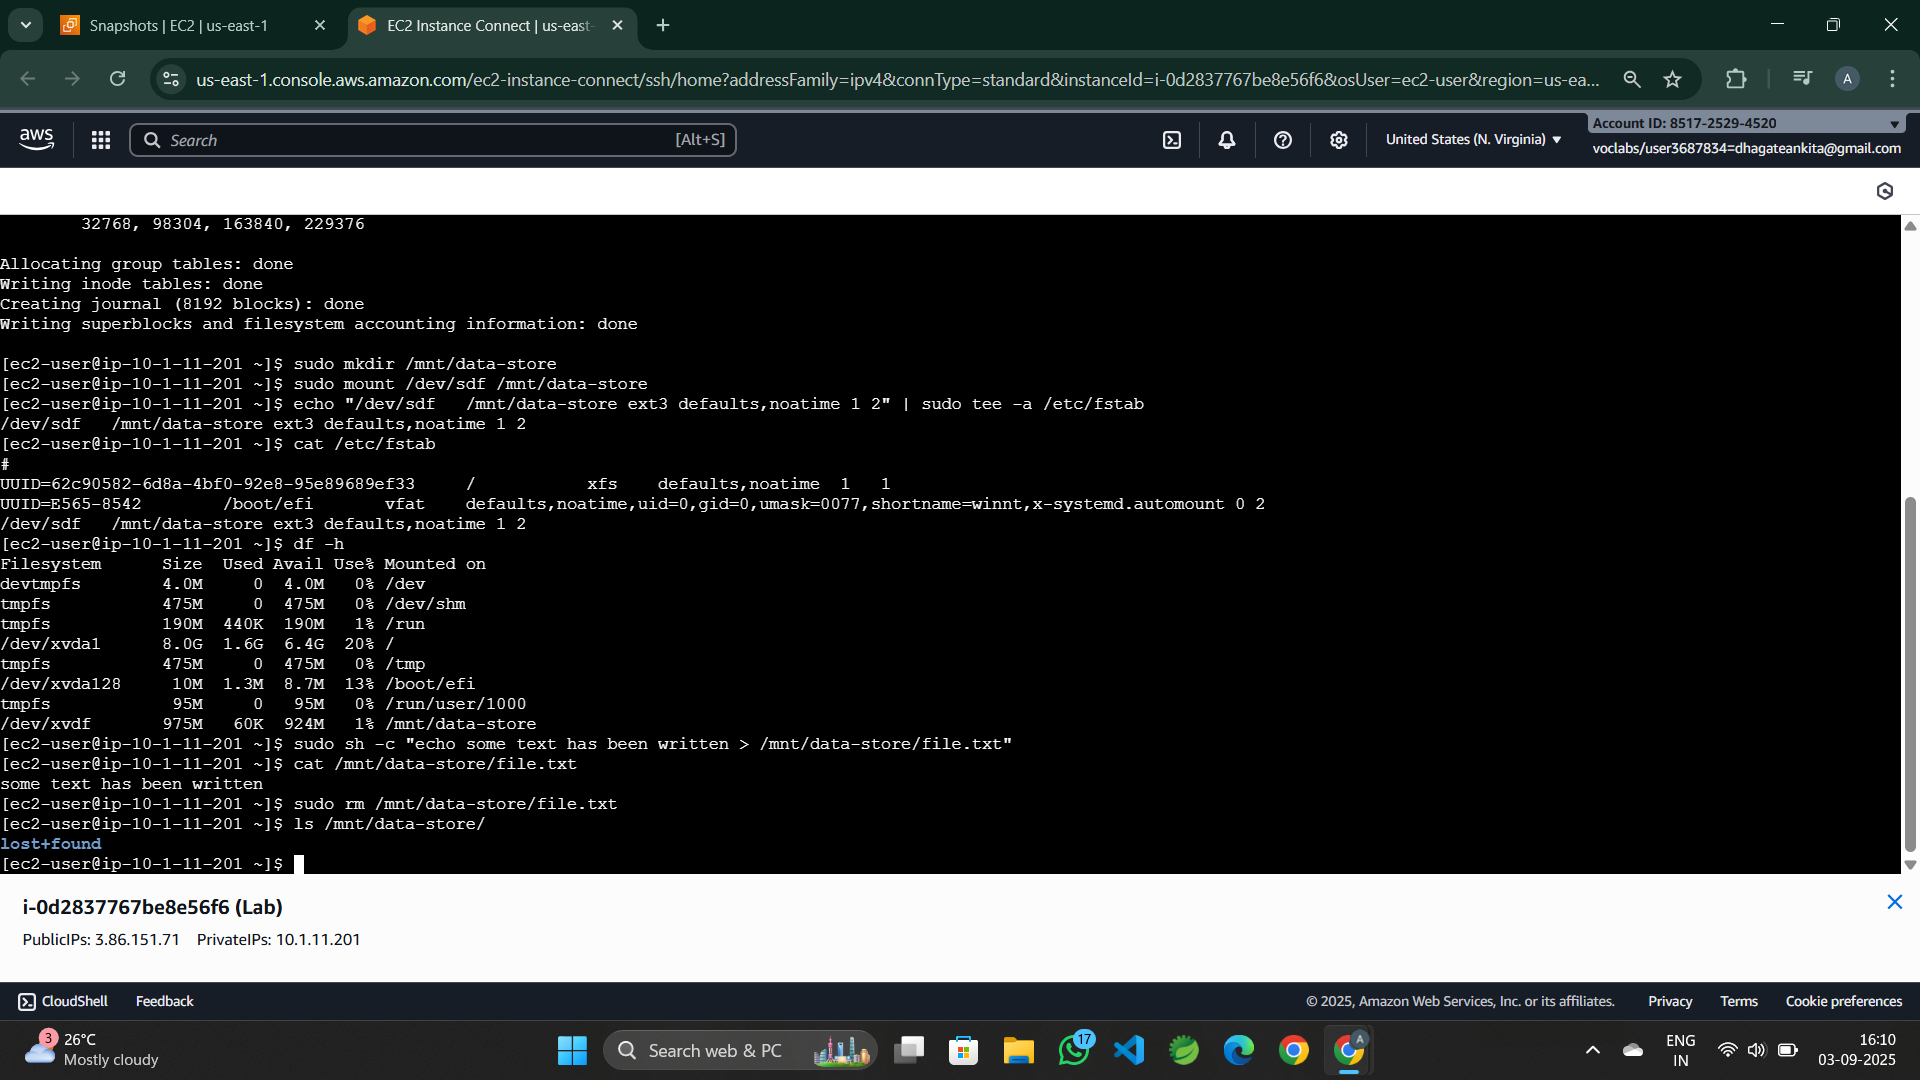 Snapshots | EC2 | us-east-1
EC2 Instance Connect | us-east-
us-east-1.console.aws.amazon.com/ec2-instance-connect/ssh/home?addressFamily=ipv4&connType=standard&instanceId=i-0d2837767be8e56f6&osUser=ec2-user&region=us-ea...
A
aws
Search
[Alt+S]
United States (N. Virginia)
Account ID: 8517-2529-4520
voclabs/user3687834=dhagateankita@gmail.com
32768, 98304, 163840, 229376
Allocating group tables: done
Writing inode tables: done
Creating journal (8192 blocks): done
Writing superblocks and filesystem accounting information: done
[ec2-user@ip-10-1-11-201 ~]$ sudo mkdir /mnt/data-store
[ec2-user@ip-10-1-11-201 ~]$ sudo mount /dev/sdf /mnt/data-store
[ec2-user@ip-10-1-11-201 ~]$ echo "/dev/sdf   /mnt/data-store ext3 defaults,noatime 1 2" | sudo tee -a /etc/fstab
/dev/sdf   /mnt/data-store ext3 defaults,noatime 1 2
[ec2-user@ip-10-1-11-201 ~]$ cat /etc/fstab
#
UUID=62c90582-6d8a-4bf0-92e8-95e89689ef33     /           xfs    defaults,noatime  1   1
UUID=E565-8542        /boot/efi       vfat    defaults,noatime,uid=0,gid=0,umask=0077,shortname=winnt,x-systemd.automount 0 2
/dev/sdf   /mnt/data-store ext3 defaults,noatime 1 2
[ec2-user@ip-10-1-11-201 ~]$ df -h
Filesystem      Size  Used Avail Use% Mounted on
devtmpfs        4.0M     0  4.0M   0% /dev
tmpfs           475M     0  475M   0% /dev/shm
tmpfs           190M  440K  190M   1% /run
/dev/xvda1      8.0G  1.6G  6.4G  20% /
tmpfs           475M     0  475M   0% /tmp
/dev/xvda128     10M  1.3M  8.7M  13% /boot/efi
tmpfs            95M     0   95M   0% /run/user/1000
/dev/xvdf       975M   60K  924M   1% /mnt/data-store
[ec2-user@ip-10-1-11-201 ~]$ sudo sh -c "echo some text has been written > /mnt/data-store/file.txt"
[ec2-user@ip-10-1-11-201 ~]$ cat /mnt/data-store/file.txt
some text has been written
[ec2-user@ip-10-1-11-201 ~]$ sudo rm /mnt/data-store/file.txt
[ec2-user@ip-10-1-11-201 ~]$ ls /mnt/data-store/
lost+found
[ec2-user@ip-10-1-11-201 ~]$
i-0d2837767be8e56f6 (Lab)
PublicIPs: 3.86.151.71    PrivateIPs: 10.1.11.201
CloudShell
Feedback
© 2025, Amazon Web Services, Inc. or its affiliates.
Privacy
Terms
Cookie preferences
3
26°C
Mostly cloudy
Search web & PC
17
A
ENG
IN
16:10
03-09-2025